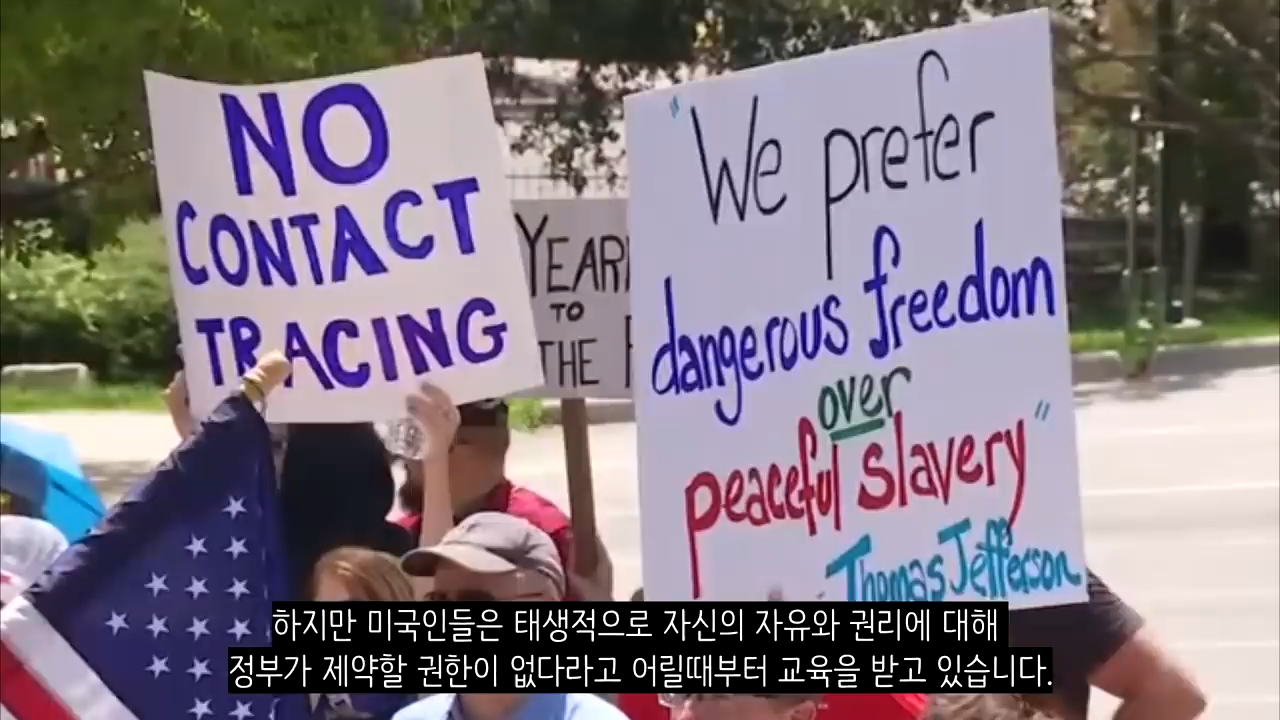 NO
CONTACT
TRACING
YEAR
TO
THE
"We prefer
dangerous freedom
over
peaceful slavery"
Thomas Jefferson
하지만 미국인들은 태생적으로 자신의 자유와 권리에 대해
정부가 제약할 권한이 없다라고 어릴때부터 교육을 받고 있습니다.